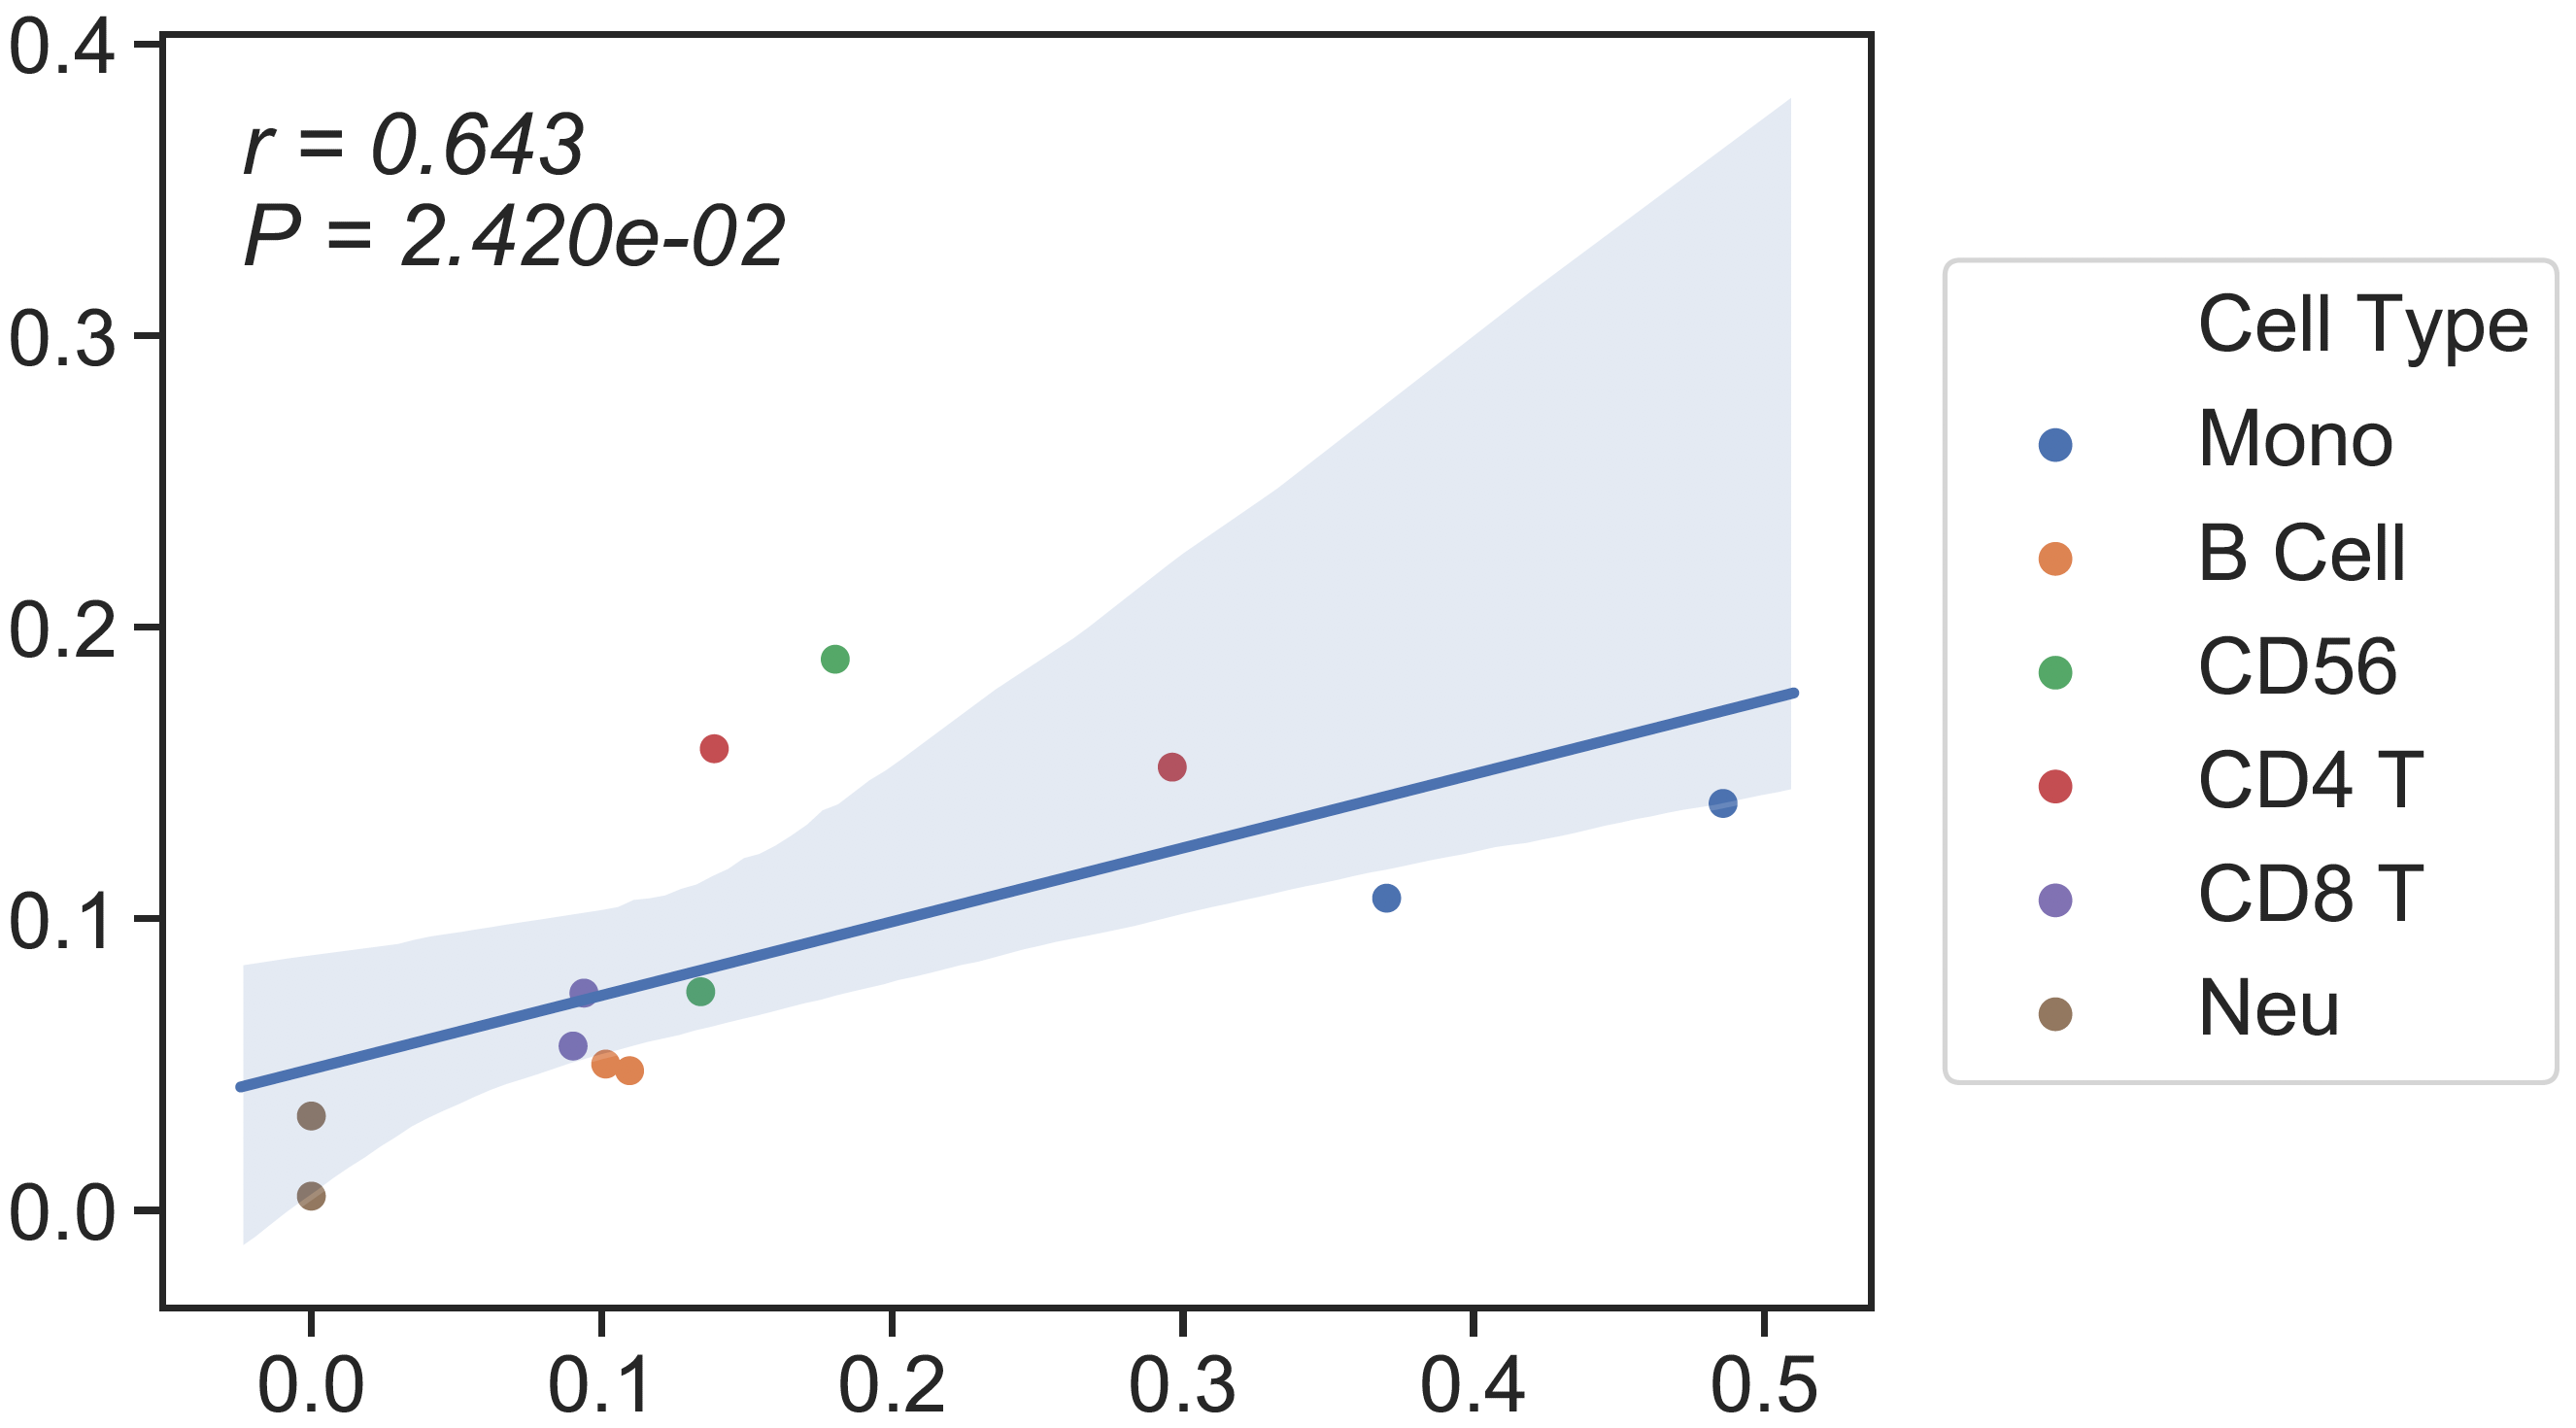 r = 0.643
P = 2.420e-02
0.4
0.3
0.2
0.1
0.0
0.0 0.1 0.2 0.3 0.4 0.5
Cell Type
Mono
B Cell
CD56
CD4 T
CD8 T
Neu